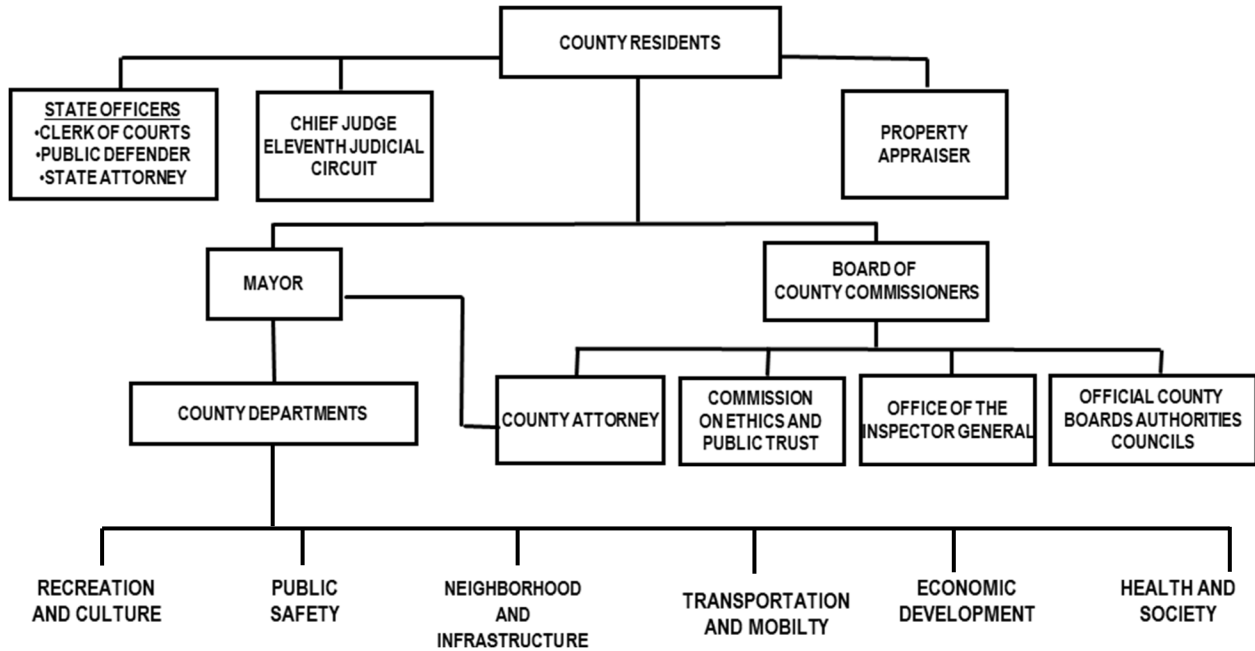 COUNTY RESIDENTS
STATE OFFICERS
•CLERK OF COURTS
•PUBLIC DEFENDER
•STATE ATTORNEY
CHIEF JUDGE
ELEVENTH JUDICIAL
CIRCUIT
PROPERTY
APPRAISER
MAYOR
BOARD OF
COUNTY COMMISSIONERS
COUNTY DEPARTMENTS
COUNTY ATTORNEY
COMMISSION
ON ETHICS AND
PUBLIC TRUST
OFFICE OF THE
INSPECTOR GENERAL
OFFICIAL COUNTY
BOARDS AUTHORITIES
COUNCILS
RECREATION
AND CULTURE
PUBLIC
SAFETY
NEIGHBORHOOD
AND
INFRASTRUCTURE
TRANSPORTATION
AND MOBILTY
ECONOMIC
DEVELOPMENT
HEALTH AND
SOCIETY